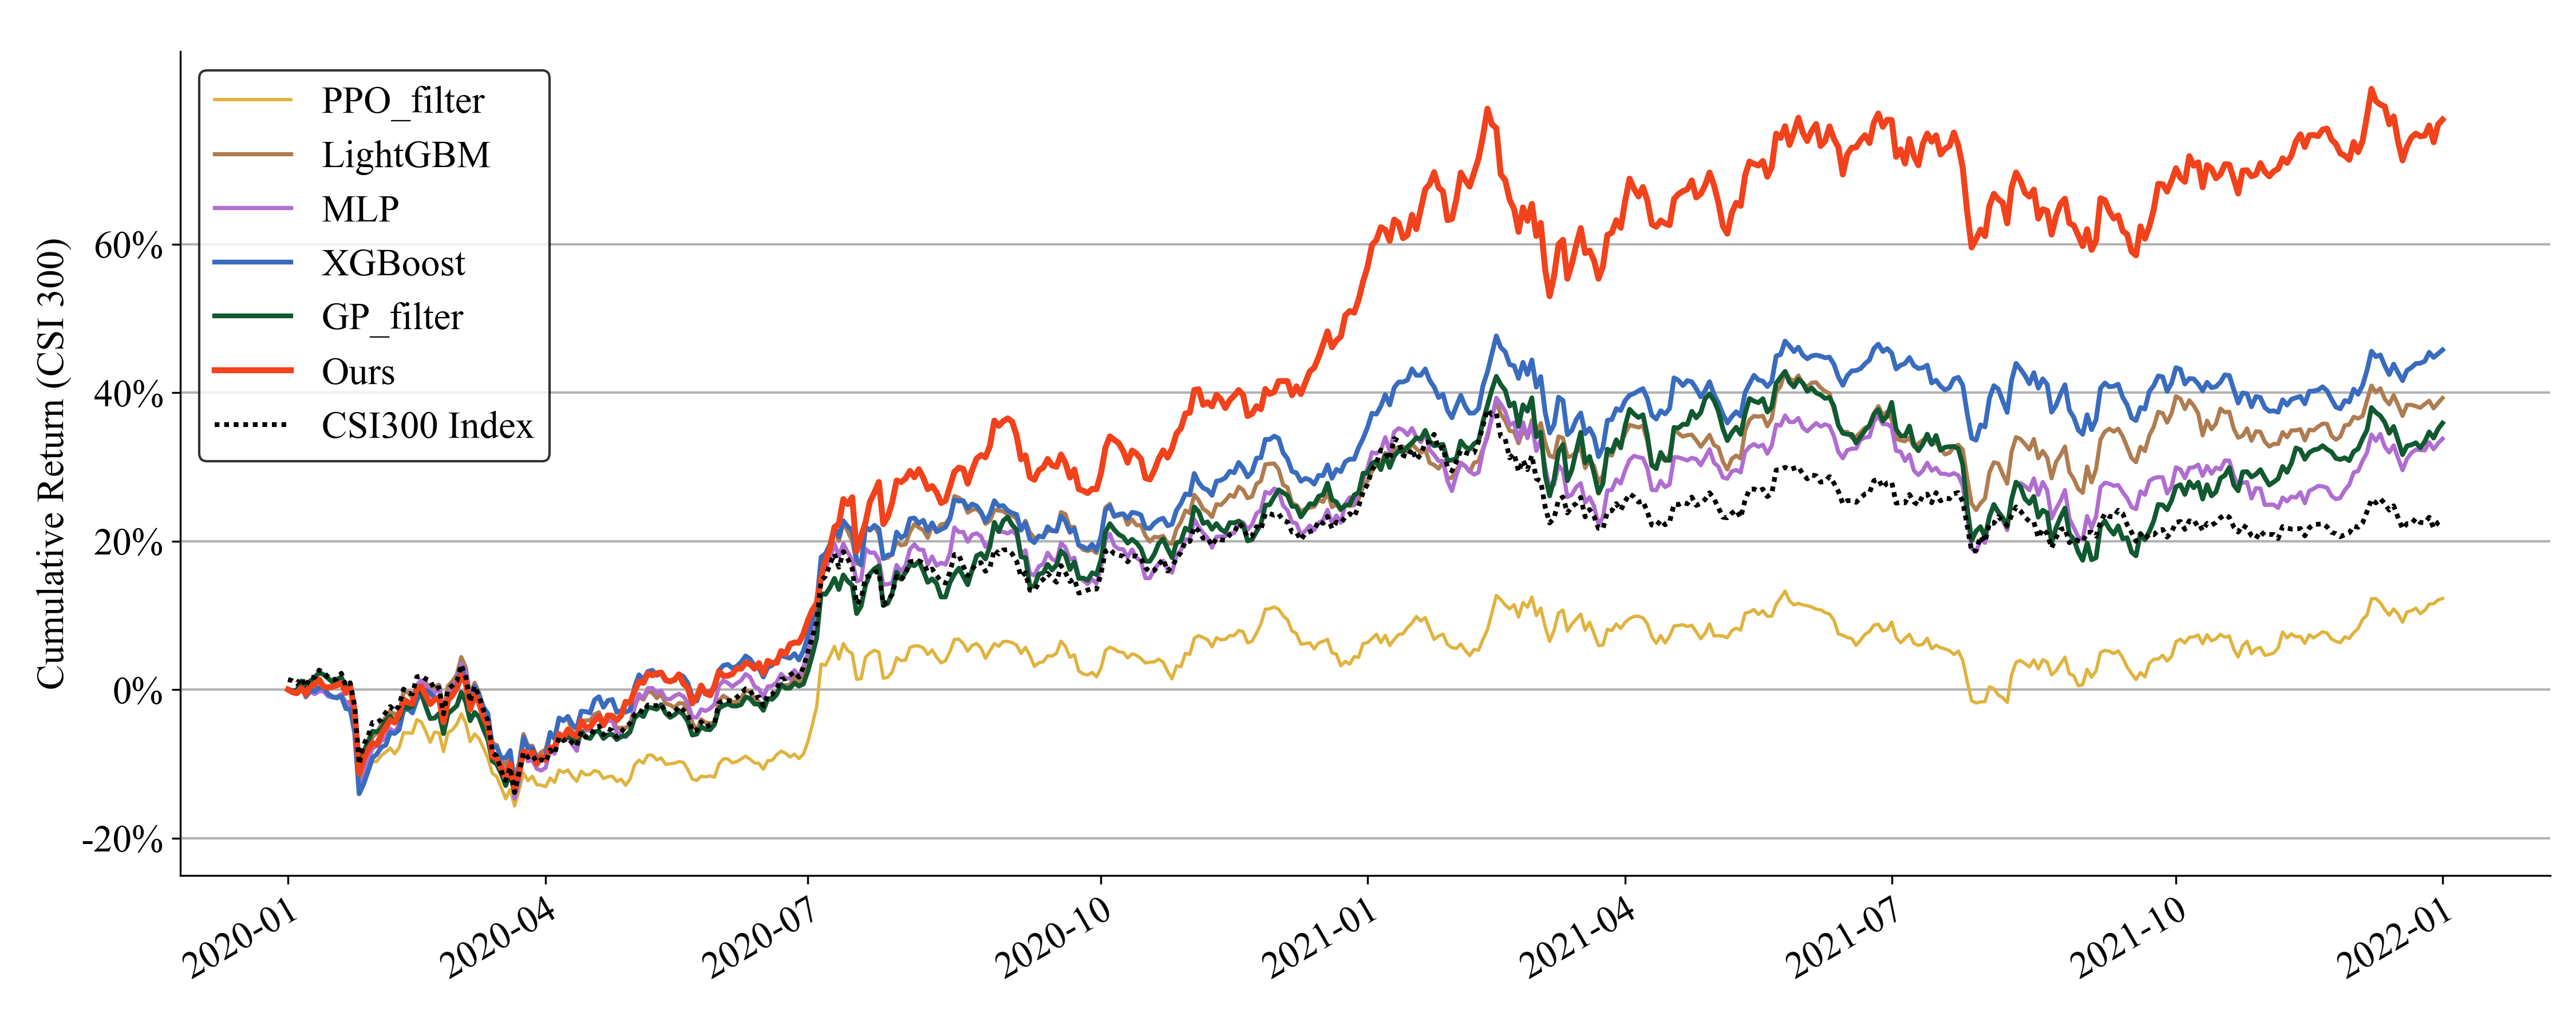 Cumulative Return (CSI 300)
60%
40%
20%
0%
-20%
PPO_filter
LightGBM
MLP
XGBoost
GP_filter
Ours
CSI300 Index
2020-01
2020-04
2020-07
2020-10
2021-01
2021-04
2021-07
2021-10
2022-01